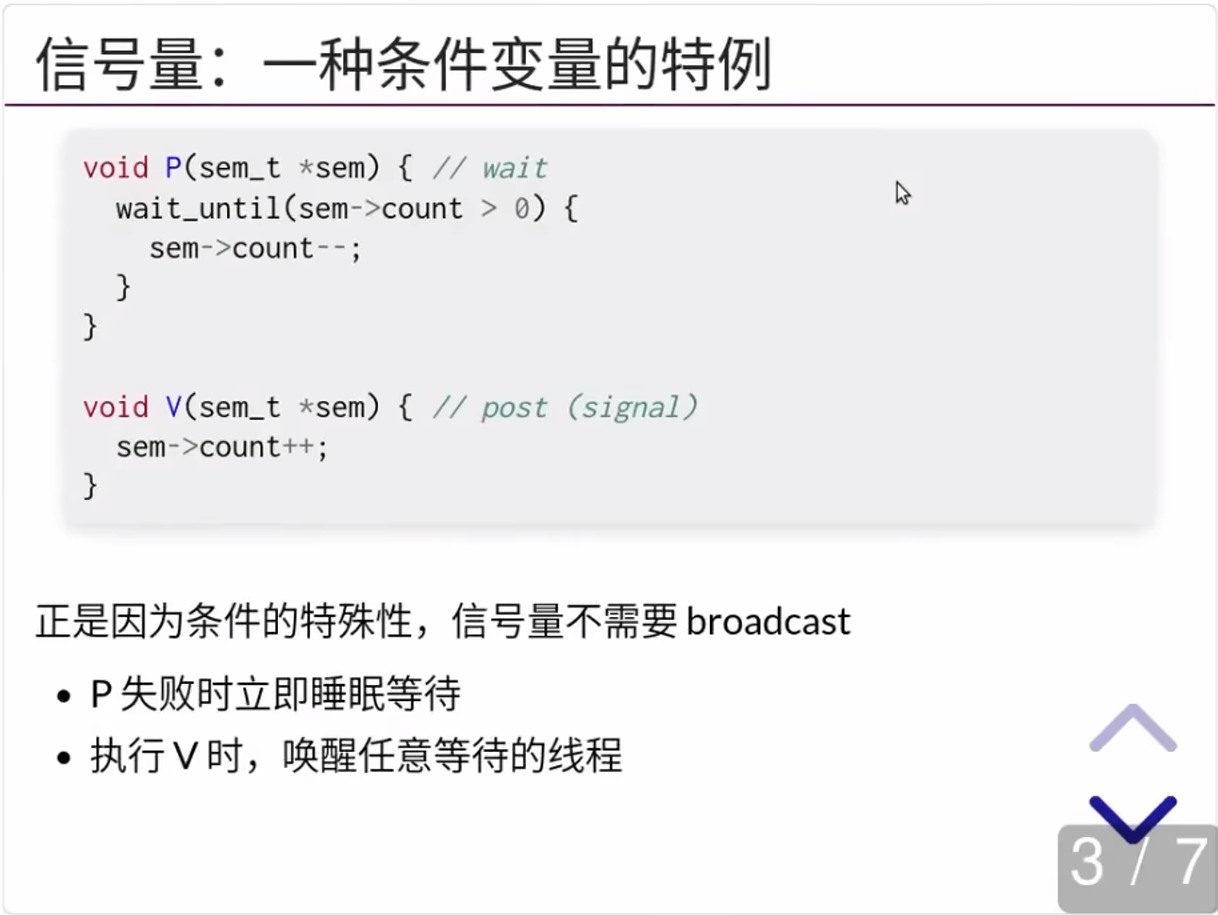 信号量：一种条件变量的特例
void P(sem_t *sem) { // wait
  wait_until(sem->count > 0) {
    sem->count--;
  }
}
void V(sem_t *sem) { // post (signal)
  sem->count++;
}
正是因为条件的特殊性，信号量不需要 broadcast
• P 失败时立即睡眠等待
• 执行 V 时，唤醒任意等待的线程
3 / 7